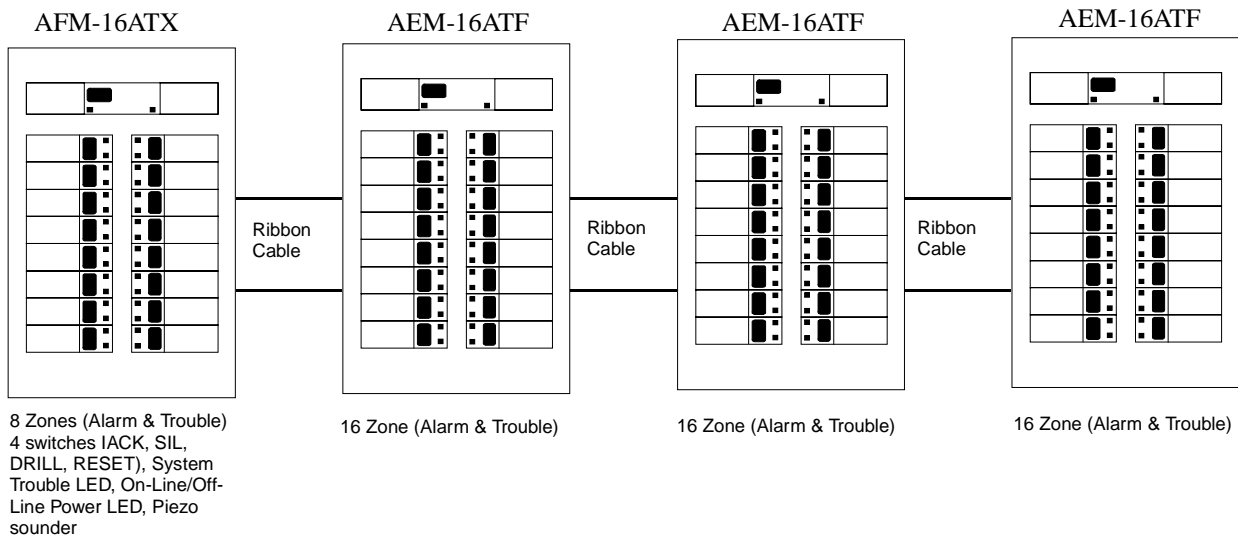 AFM-16ATX
AEM-16ATF
AEM-16ATF
AEM-16ATF
Ribbon
Cable
Ribbon
Cable
Ribbon
Cable
8 Zones (Alarm & Trouble)
4 switches IACK, SIL,
DRILL, RESET), System
Trouble LED, On-Line/Off-
Line Power LED, Piezo
sounder
16 Zone (Alarm & Trouble)
16 Zone (Alarm & Trouble)
16 Zone (Alarm & Trouble)